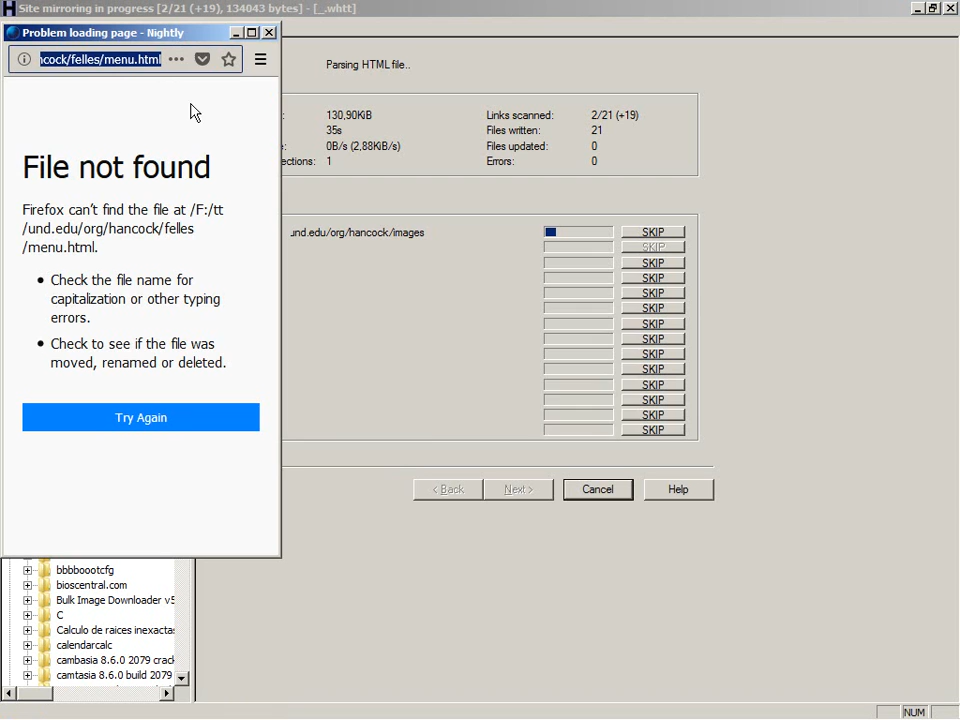 Site mirroring in progress [2/21 (+19), 134043 bytes] - [_.whtt]
Problem loading page - Nightly
ncock/felles/menu.html
File not found
Firefox can't find the file at /F:/tt
/und.edu/org/hancock/felles
/menu.html.
Check the file name for
capitalization or other typing
errors.
Check to see if the file was
moved, renamed or deleted.
Try Again
Parsing HTML file..
: 130,90KiB
35s
e: 0B/s (2,88KiB/s)
ections: 1
Links scanned: 2/21 (+19)
Files written: 21
Files updated: 0
Errors: 0
und.edu/org/hancock/images
SKIP
SKIP
SKIP
SKIP
SKIP
SKIP
SKIP
SKIP
SKIP
SKIP
SKIP
SKIP
SKIP
SKIP
< Back
Next >
Cancel
Help
bbbboootcfg
bioscentral.com
Bulk Image Downloader v5
C
Calculo de raices inexactas
calendarcalc
cambasia 8.6.0 2079 crack
camtasia 8.6.0 build 2079
NUM